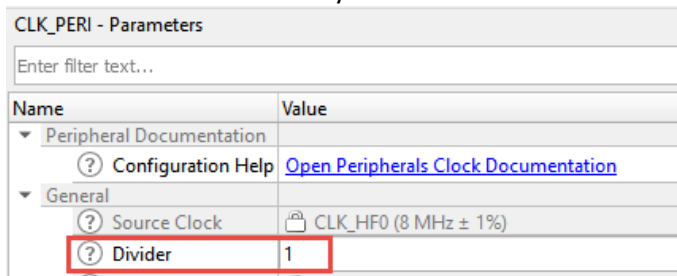 CLK_PERI - Parameters
Enter filter text...
Name Value
Peripheral Documentation
? Configuration Help Open Peripherals Clock Documentation
General
? Source Clock CLK_HF0 (8 MHz ± 1%)
? Divider 1